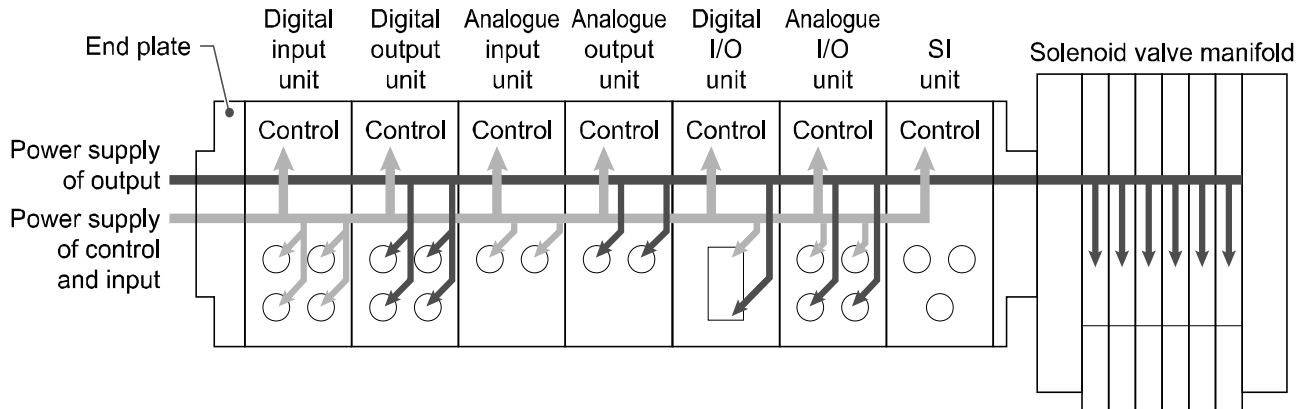 End plate
Digital
input
unit
Digital
output
unit
Analogue
input
unit
Analogue
output
unit
Digital
I/O
unit
Analogue
I/O
unit
SI
unit
Solenoid valve manifold
Control
Control
Control
Control
Control
Control
Control
Power supply
of output
Power supply
of control
and input